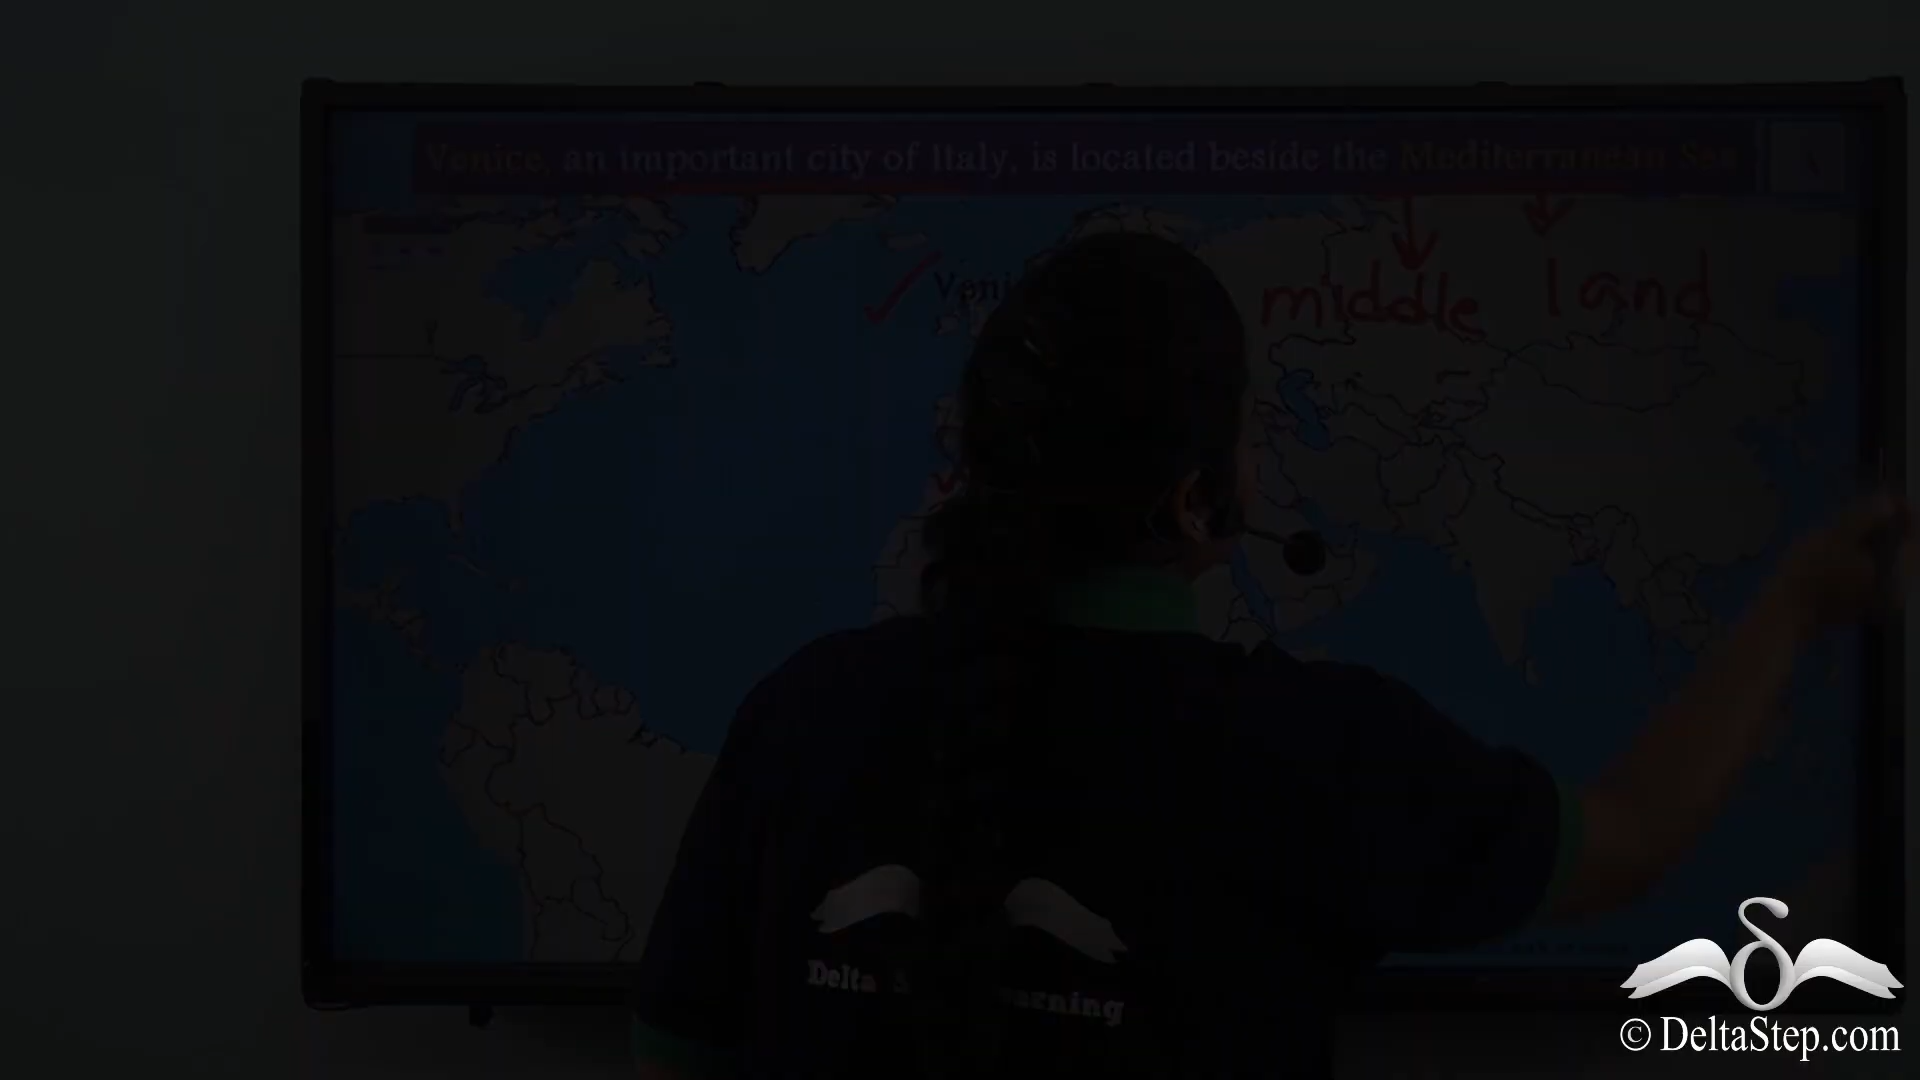 Venice, an important city of Italy, is located beside the Mediterranean Sea
middle land
Delta
© DeltaStep.com